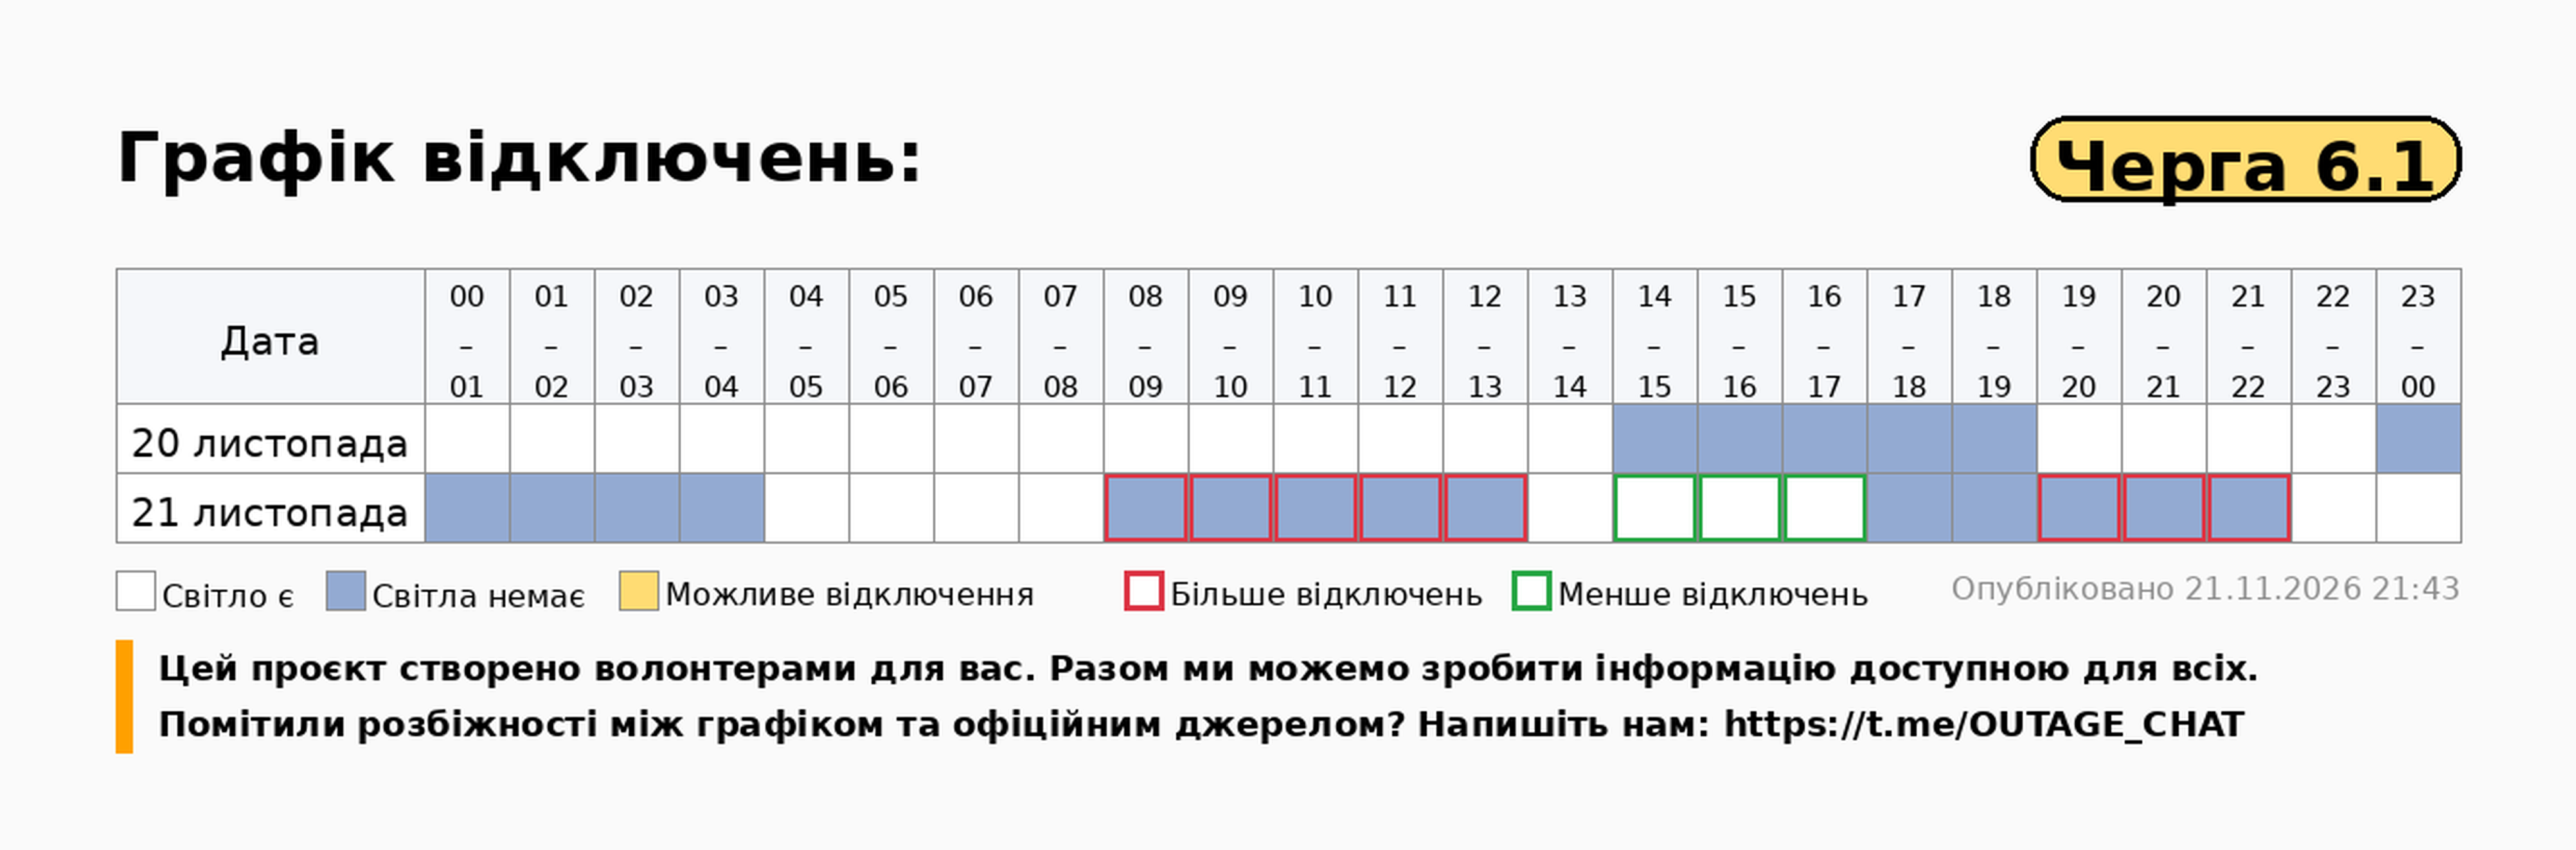 Графік відключень:
Черга 6.1
Дата 00 – 01 01 – 02 02 – 03 03 – 04 04 – 05 05 – 06 06 – 07 07 – 08 08 – 09 09 – 10 10 – 11 11 – 12 12 – 13 13 – 14 14 – 15 15 – 16 16 – 17 17 – 18 18 – 19 19 – 20 20 – 21 21 – 22 22 – 23 23 – 00
20 листопада
21 листопада
Світло є Світла немає Можливе відключення Більше відключень Менше відключень Опубліковано 21.11.2026 21:43
Цей проєкт створено волонтерами для вас. Разом ми можемо зробити інформацію доступною для всіх.
Помітили розбіжності між графіком та офіційним джерелом? Напишіть нам: https://t.me/OUTAGE_CHAT